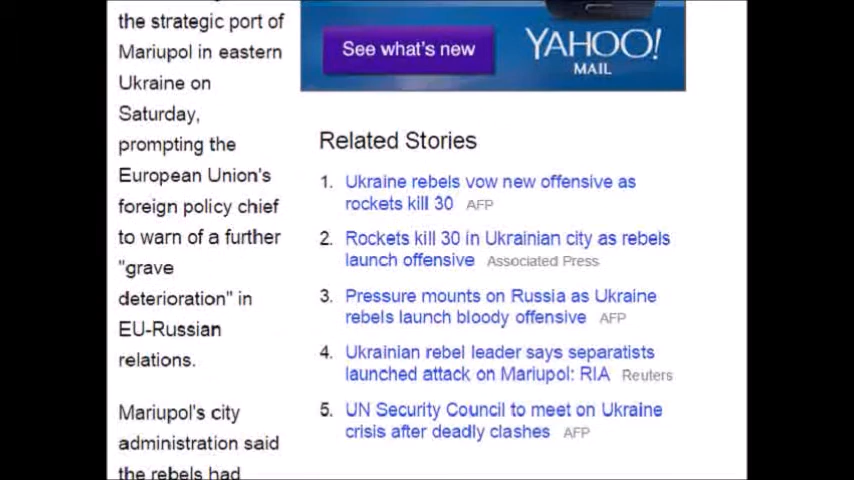 the strategic port of
Mariupol in eastern
Ukraine on
Saturday,
prompting the
European Union's
foreign policy chief
to warn of a further
"grave
deterioration" in
EU-Russian
relations.
Mariupol's city
administration said
the rebels had
See what's new
YAHOO!
MAIL
Related Stories
1. Ukraine rebels vow new offensive as
rockets kill 30 AFP
2. Rockets kill 30 in Ukrainian city as rebels
launch offensive Associated Press
3. Pressure mounts on Russia as Ukraine
rebels launch bloody offensive AFP
4. Ukrainian rebel leader says separatists
launched attack on Mariupol: RIA Reuters
5. UN Security Council to meet on Ukraine
crisis after deadly clashes AFP